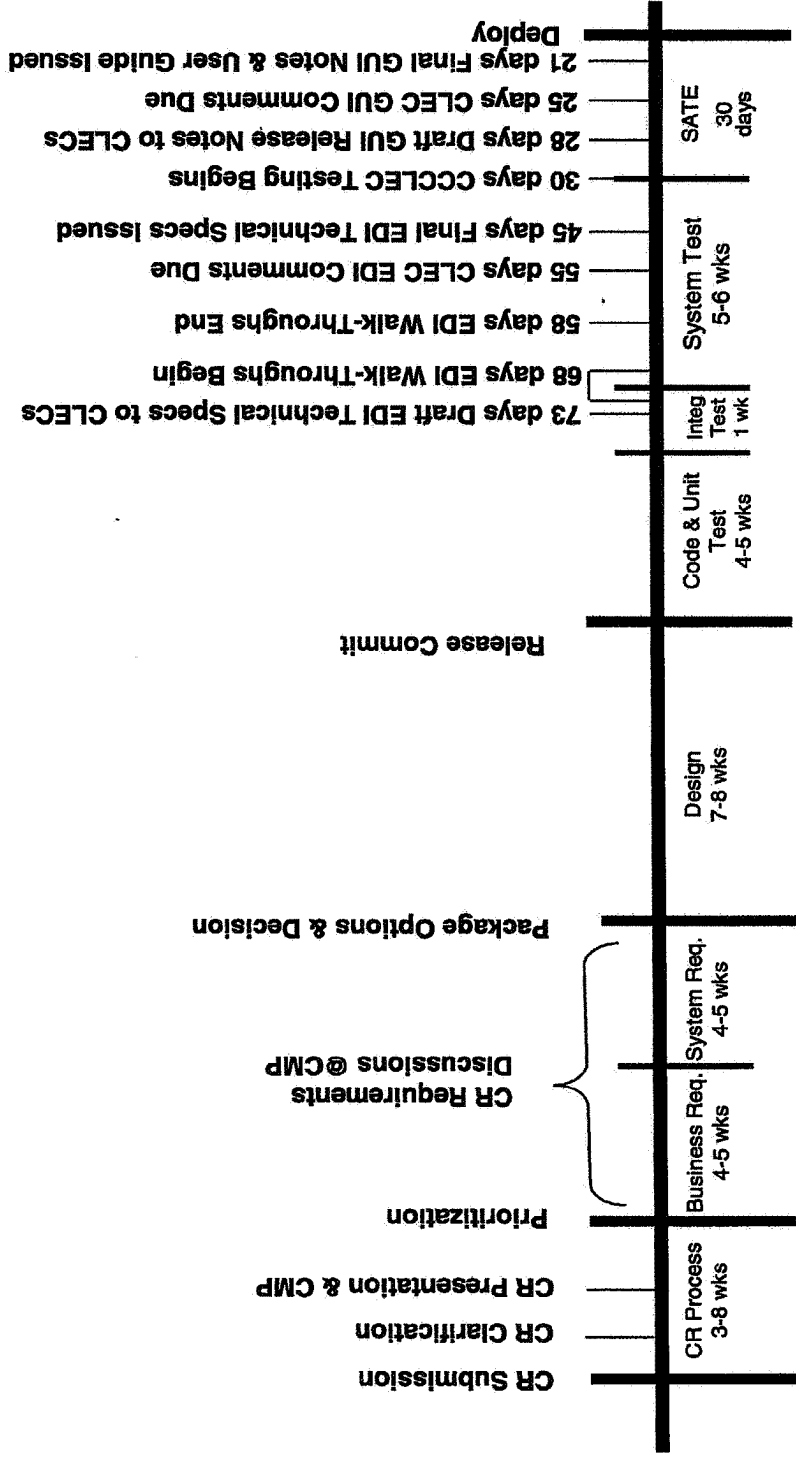 CR Submission
CR Clarification
CR Presentation & CMP
Prioritization
CR Requirements
Discussions @CMP
Package Options & Decision
Release Commit
73 days Draft EDI Technical Specs to CLECs
68 days EDI Walk-Throughs Begin
58 days EDI Walk-Throughs End
55 days CLEC EDI Comments Due
45 days Final EDI Technical Specs Issued
30 days CCCLEC Testing Begins
28 days Draft GUI Release Notes to CLECs
25 days CLEC GUI Comments Due
21 days Final GUI Notes & User Guide Issued
Deploy
CR Process
3-8 wks
Business Req.
4-5 wks
System Req.
4-5 wks
Design
7-8 wks
Code & Unit
Test
4-5 wks
Integ.
Test
1 wk
System Test
5-6 wks
SATE
30
days